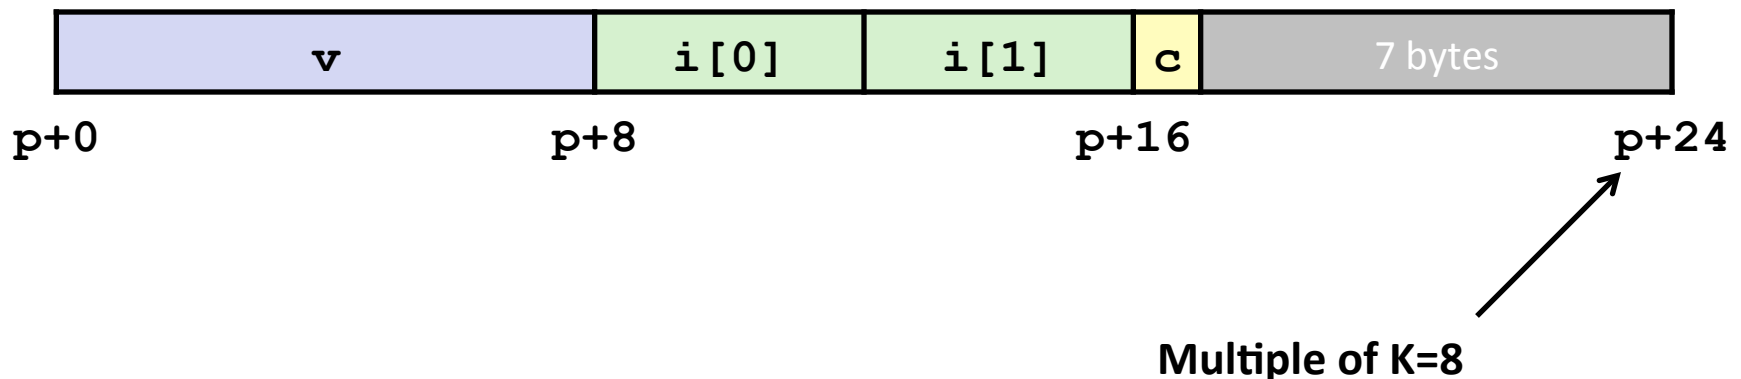 v i[0] i[1] c 7 bytes
p+0 p+8 p+16 p+24
Multiple of K=8